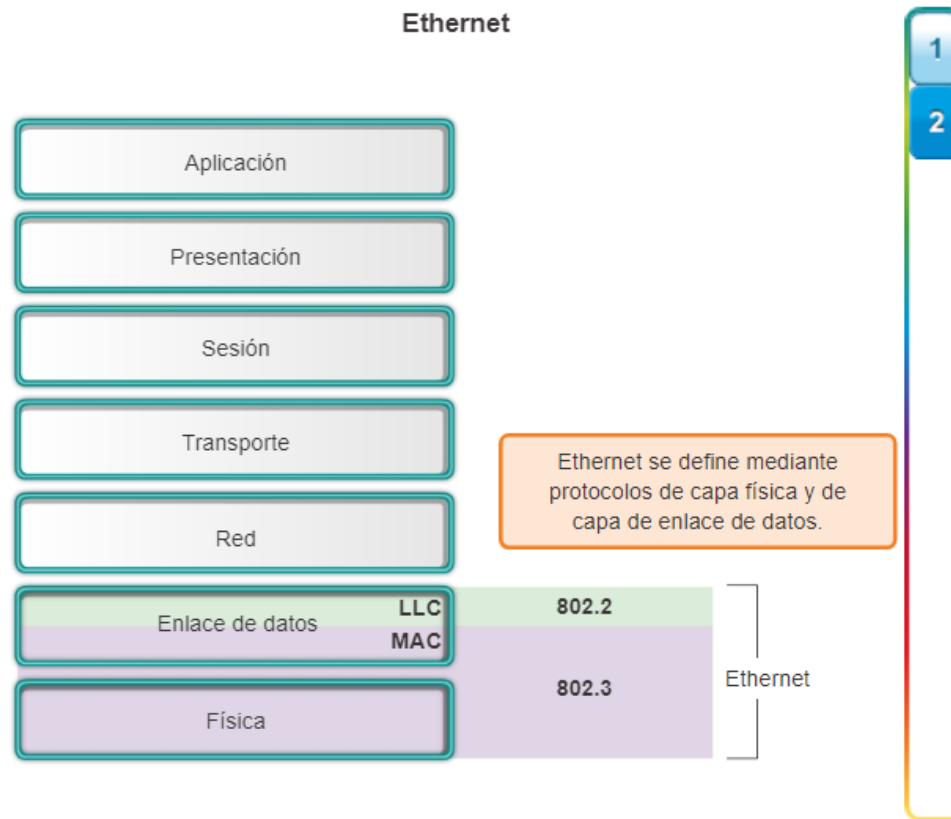 Ethernet
1
2
Aplicación
Presentación
Sesión
Transporte
Ethernet se define mediante
protocolos de capa física y de
capa de enlace de datos.
Red
Enlace de datos
LLC
MAC
802.2
802.3
Ethernet
Física